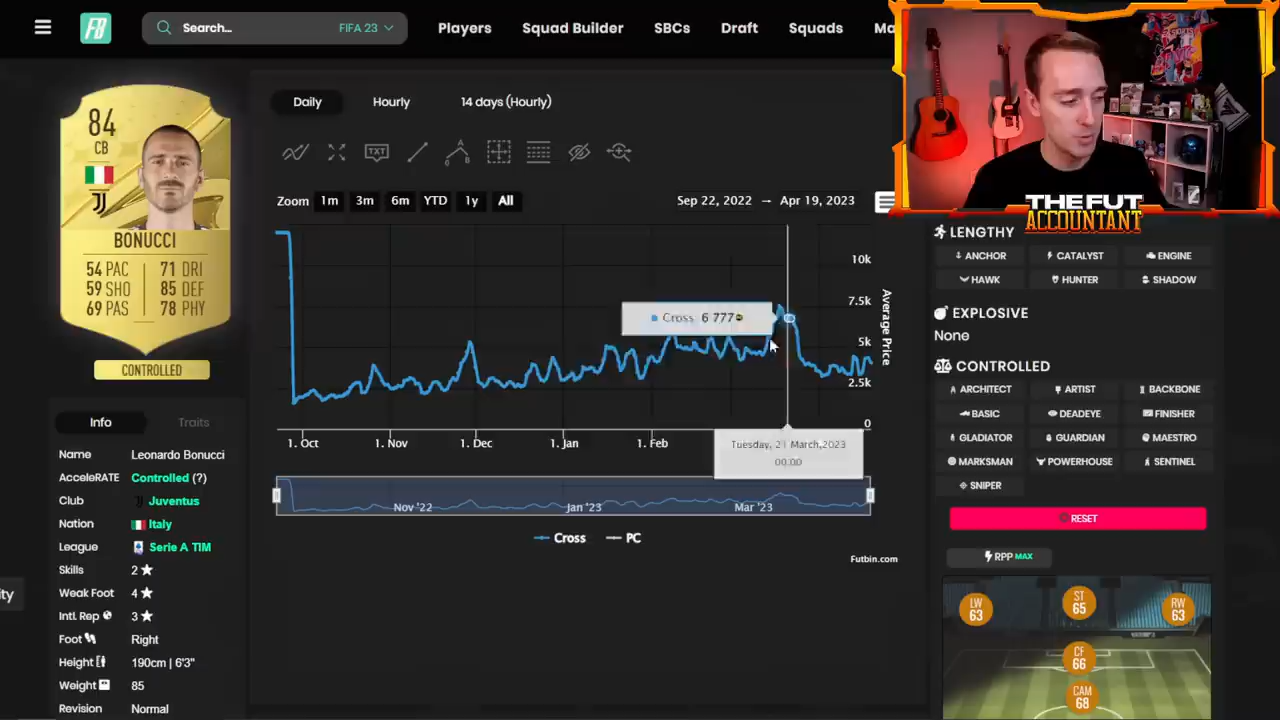 FB
Search...
FIFA 23
Players
Squad Builder
SBCs
Draft
Squads
Ma
84
CB
BONUCCI
54 PAC
71 DRI
59 SHO
85 DEF
69 PAS
78 PHY
CONTROLLED
Info
Traits
Name
Leonardo Bonucci
AcceleRATE
Controlled (?)
Club
Juventus
Nation
Italy
League
Serie A TIM
Skills
2
Weak Foot
4
Intl. Rep
3
Foot
Right
Height
190cm | 6'3"
Weight
85
Revision
Normal
ity
Daily
Hourly
14 days (Hourly)
TXT
Zoom
1m
3m
6m
YTD
1y
All
Sep 22, 2022 → Apr 19, 2023
10k
7.5k
5k
2.5k
0
Average Price
Cross 6 777
1. Oct
1. Nov
1. Dec
1. Jan
1. Feb
Tuesday, 21 March, 2023
00:00
Nov '22
Jan '23
Mar '23
Cross
PC
Futbin.com
THE FUT
ACCOUNTANT
LENGTHY
ANCHOR
CATALYST
ENGINE
HAWK
HUNTER
SHADOW
EXPLOSIVE
None
CONTROLLED
ARCHITECT
ARTIST
BACKBONE
BASIC
DEADEYE
FINISHER
GLADIATOR
GUARDIAN
MAESTRO
MARKSMAN
POWERHOUSE
SENTINEL
SNIPER
RESET
RPP MAX
LW
63
ST
65
RW
63
CF
66
CAM
68